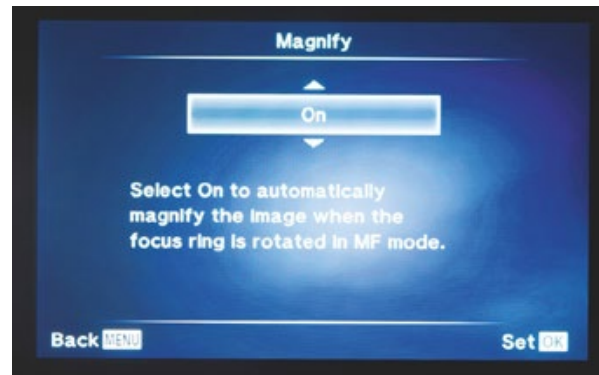 Magnify
On
Select On to automatically
magnify the image when the
focus ring is rotated in MF mode.
Back MENU
Set OK